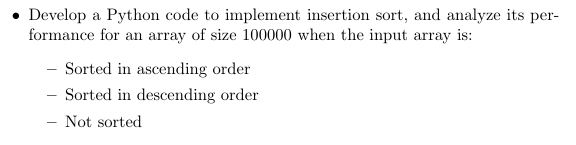 • Develop a Python code to implement insertion sort, and analyze its per-
formance for an array of size 100000 when the input array is:
– Sorted in ascending order
– Sorted in descending order
– Not sorted